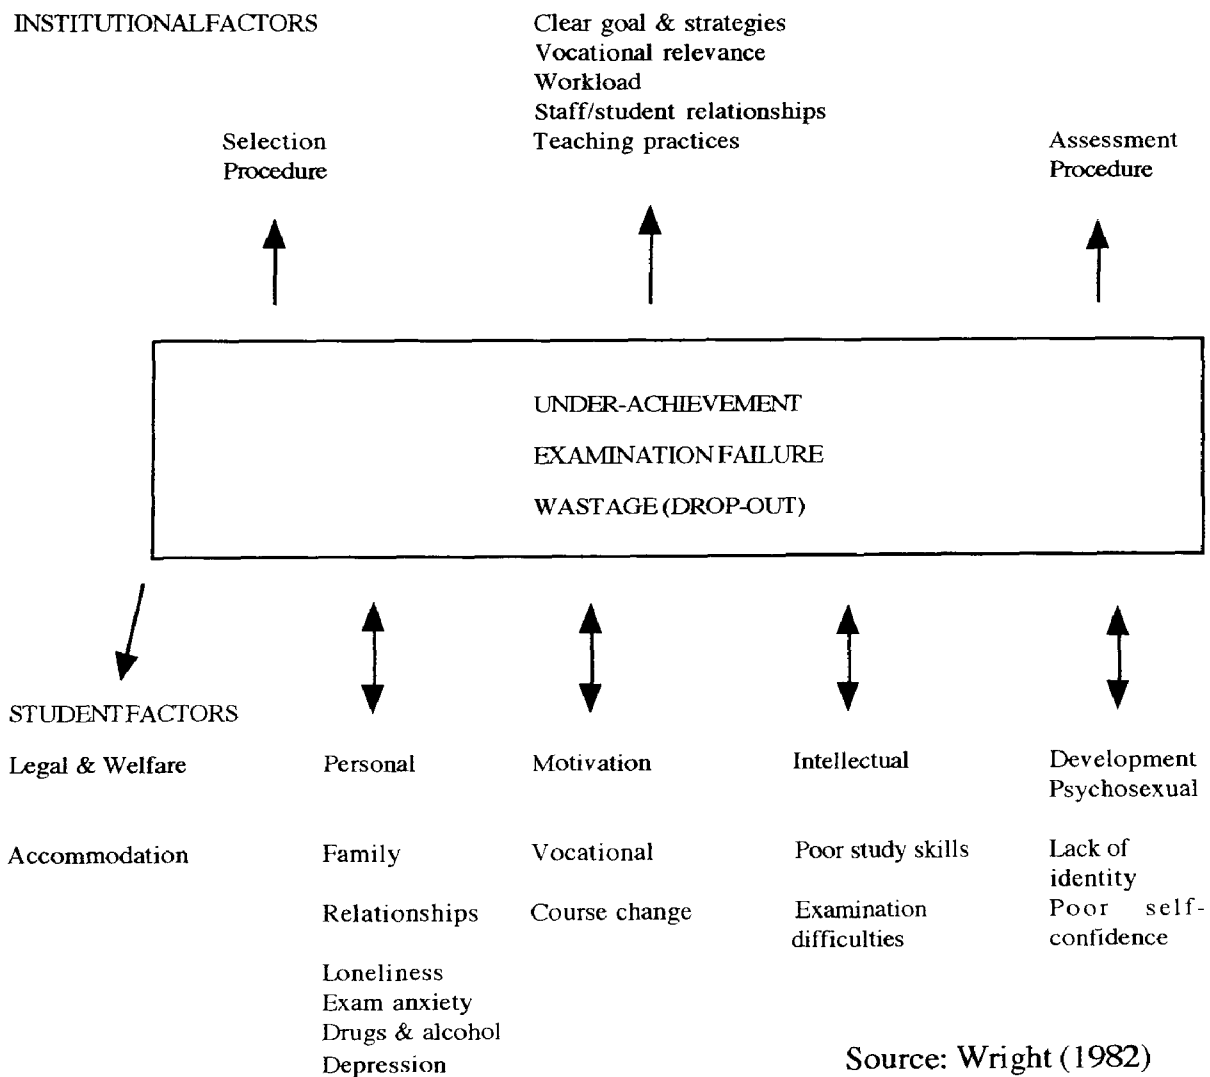 INSTITUTIONAL FACTORS
Clear goal & strategies
Vocational relevance
Workload
Staff/student relationships
Teaching practices
Selection
Procedure
Assessment
Procedure
UNDER-ACHIEVEMENT
EXAMINATION FAILURE
WASTAGE (DROP-OUT)
STUDENT FACTORS
Legal & Welfare
Accommodation
Personal
Family
Relationships
Loneliness
Exam anxiety
Drugs & alcohol
Depression
Motivation
Vocational
Course change
Intellectual
Poor study skills
Examination
difficulties
Development
Psychosexual
Lack of
identity
Poor self-
confidence
Source: Wright (1982)